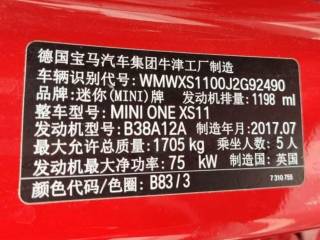 德国宝马汽车集团牛津工厂制造
车辆识别代号: WMWXS1100J2G92490
品牌: 迷你(MINI)牌 发动机排量: 1198 ml
整车型号: MINI ONE XS11
发动机型号: B38A12A 制造年月: 2017.07
最大允许总质量: 1705 kg 乘坐人数: 5 人
发动机最大净功率: 75 kW 制造国: 英国
颜色代码/色圈: B83/3
7 310 755